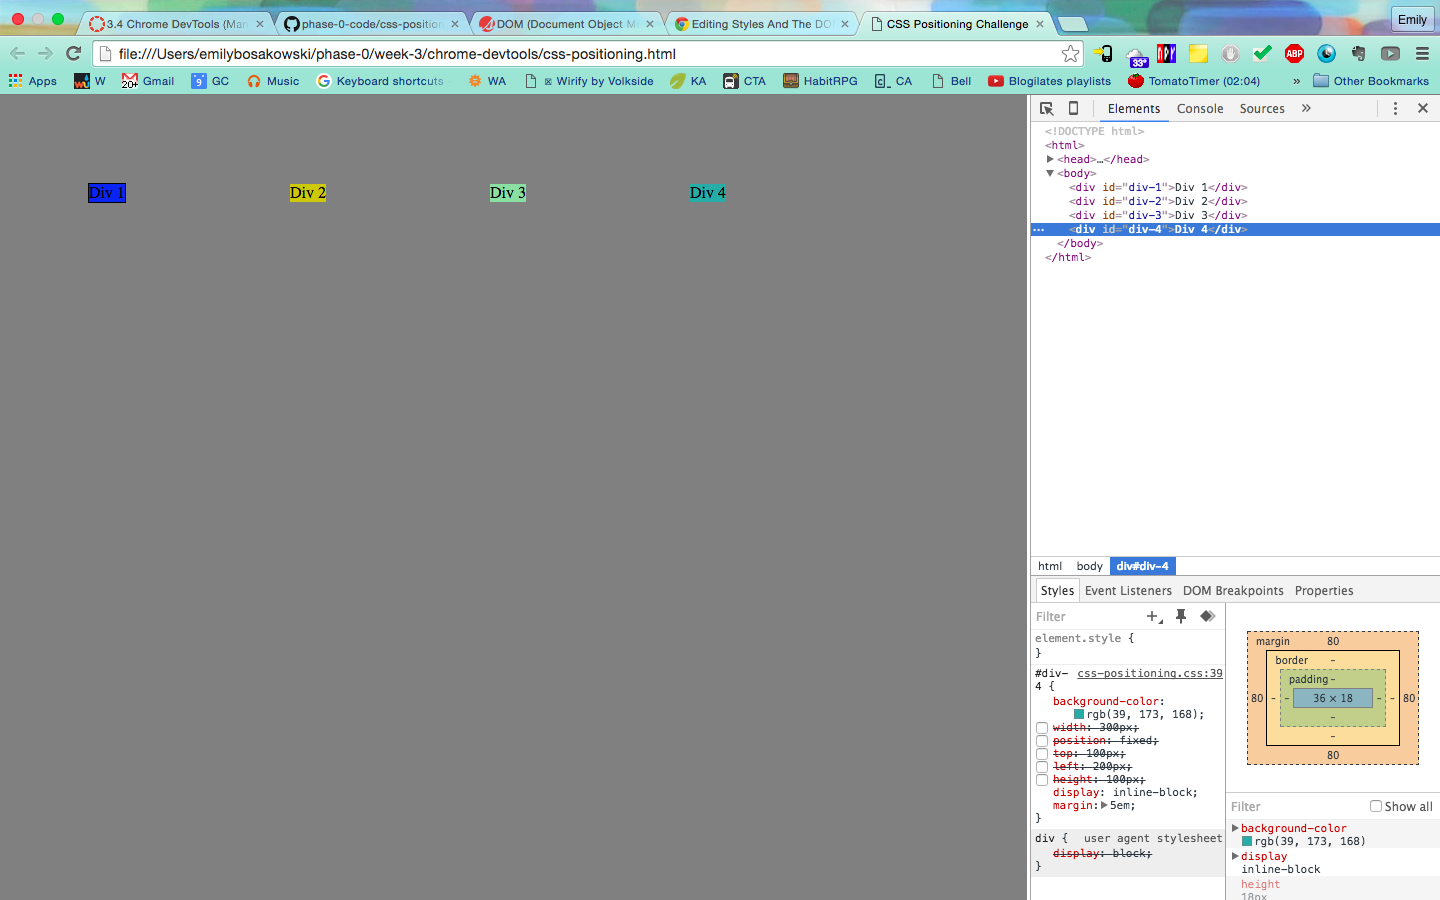 3.4 Chrome DevTools (Man phase-0-code/css-position DOM (Document Object Mo Editing Styles And The DO CSS Positioning Challenge Emily
file:///Users/emilybosakowski/phase-0/week-3/chrome-devtools/css-positioning.html 33° ABP
Apps W 20+ Gmail 9 GC Music Keyboard shortcuts WA Wirify by Volkside KA CTA HabitRPG CA Bell Blogilates playlists TomatoTimer (02:04) » Other Bookmarks
Elements Console Sources »
<!DOCTYPE html>
<html>
<head>…</head>
<body>
<div id="div-1">Div 1</div>
<div id="div-2">Div 2</div>
<div id="div-3">Div 3</div>
<div id="div-4">Div 4</div>
</body>
</html>
Div 1 Div 2 Div 3 Div 4
html body div#div-4
Styles Event Listeners DOM Breakpoints Properties
Filter
element.style {
}
#div- css-positioning.css:39
4 {
background-color:
rgb(39, 173, 168);
width: 300px;
position: fixed;
top: 100px;
left: 200px;
height: 100px;
display: inline-block;
margin: 5em;
}
div { user agent stylesheet
display: block;
}
margin 80
border -
padding -
80 - - 36 × 18 - - 80
-
-
80
Filter Show all
background-color
rgb(39, 173, 168)
display
inline-block
height
18px